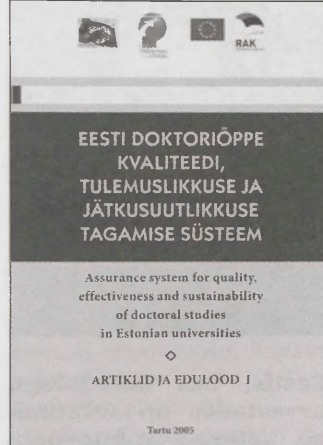 RAK
EESTI DOKTORIÕPPE
KVALITEEDI,
TULEMUSLIKKUSE JA
JÄTKUSUUTLIKKUSE
TAGAMISE SÜSTEEM
Assurance system for quality,
effectiveness and sustainability
of doctoral studies
in Estonian universities
ARTIKLID JA EDULOOD I
Tartu 2005